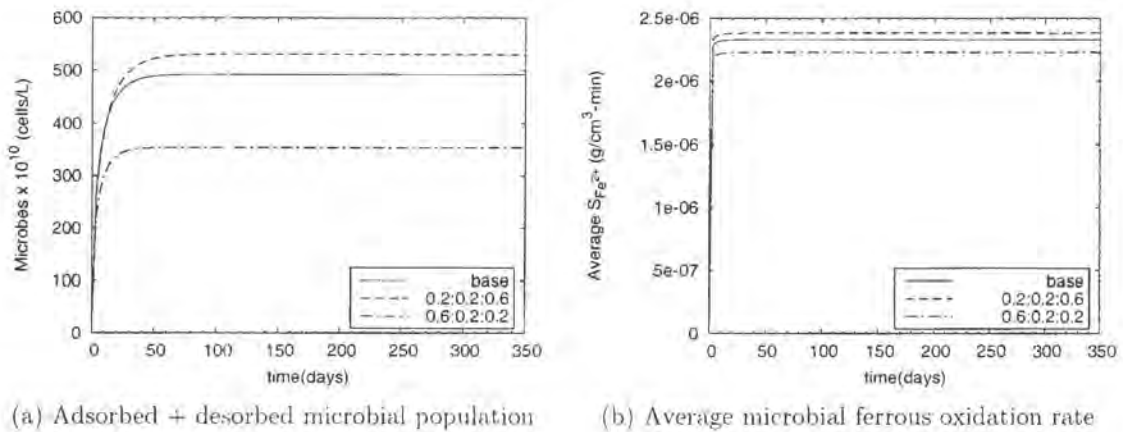 600
500
400
300
200
100
0
Microbes x 10^10 (cells/L)
base
0.2:0.2:0.6
0.6:0.2:0.2
0 50 100 150 200 250 300 350
time(days)
(a) Adsorbed + desorbed microbial population
2.5e-06
2e-06
1.5e-06
1e-06
5e-07
0
Average S_Fe^2+ (g/cm^3-min)
base
0.2:0.2:0.6
0.6:0.2:0.2
0 50 100 150 200 250 300 350
time(days)
(b) Average microbial ferrous oxidation rate